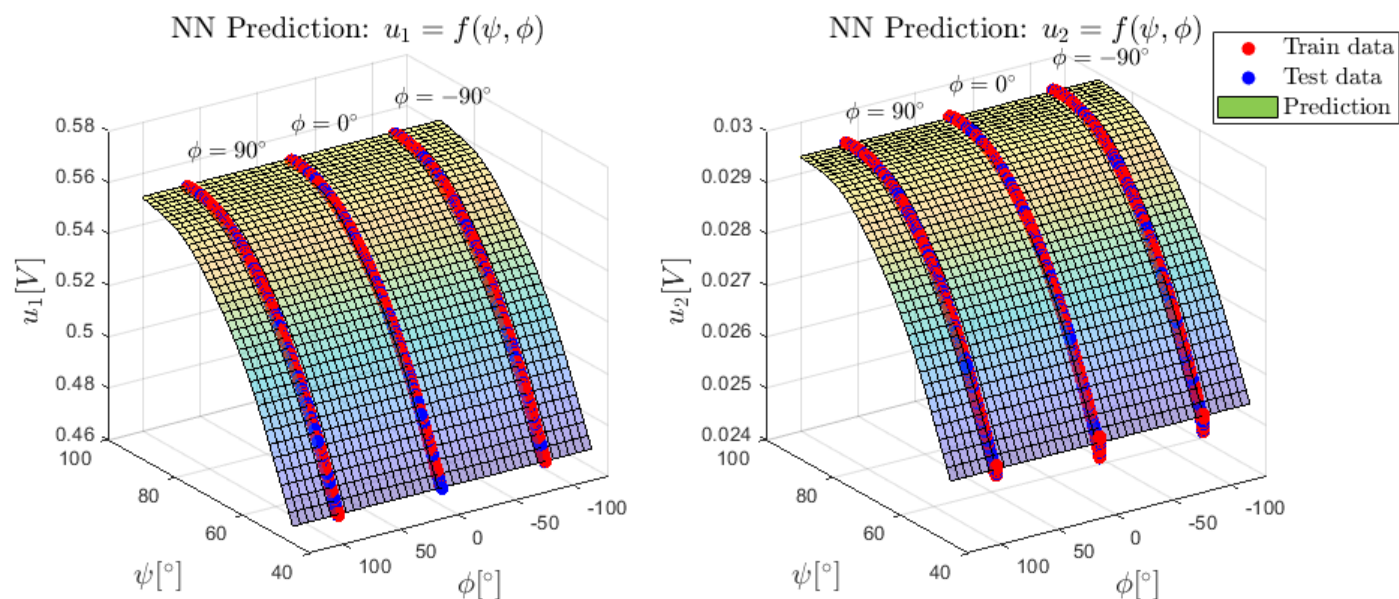 NN Prediction: u₁ = f(ψ, ϕ)
ϕ = −90°
ϕ = 0°
ϕ = 90°
0.58
0.56
0.54
0.52
0.5
0.48
0.46
u₁[V]
100
80
60
40
ψ[°]
100
50
0
-50
-100
ϕ[°]
NN Prediction: u₂ = f(ψ, ϕ)
ϕ = −90°
ϕ = 0°
ϕ = 90°
0.03
0.029
0.028
0.027
0.026
0.025
0.024
u₂[V]
100
80
60
40
ψ[°]
100
50
0
-50
-100
ϕ[°]
Train data
Test data
Prediction